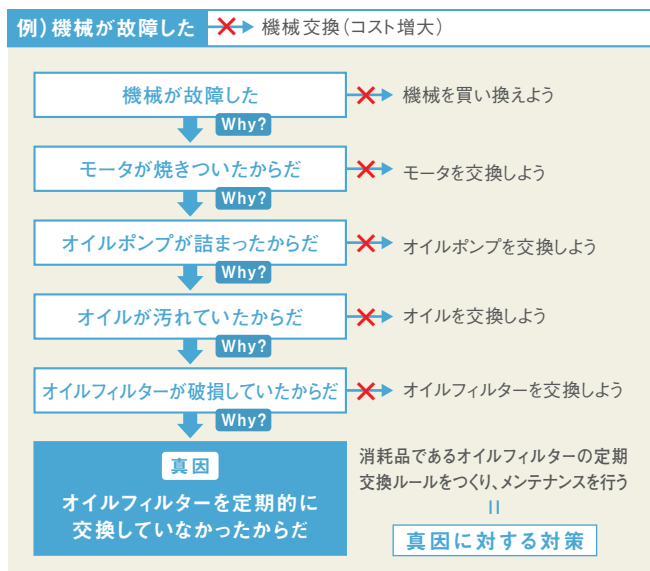 例）機械が故障した 機械交換（コスト増大）
機械が故障した 機械を買い換えよう
Why?
モータが焼きついたからだ モータを交換しよう
Why?
オイルポンプが詰まったからだ オイルポンプを交換しよう
Why?
オイルが汚れていたからだ オイルを交換しよう
Why?
オイルフィルターが破損していたからだ オイルフィルターを交換しよう
Why?
真因
オイルフィルターを定期的に
交換していなかったからだ
消耗品であるオイルフィルターの定期
交換ルールをつくり、メンテナンスを行う
＝
真因に対する対策